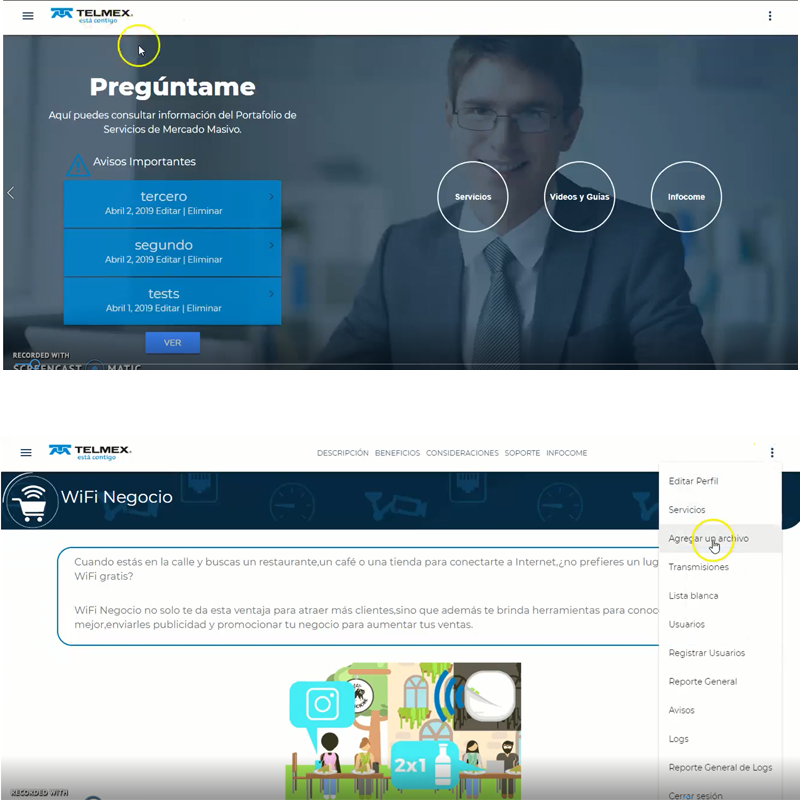 TELMEX.
está contigo
Pregúntame
Aquí puedes consultar información del Portafolio de
Servicios de Mercado Masivo.
Avisos Importantes
tercero
Abril 2, 2019 Editar | Eliminar
segundo
Abril 2, 2019 Editar | Eliminar
tests
Abril 1, 2019 Editar | Eliminar
VER
Servicios
Videos y Guías
Infocome
RECORDED WITH
SCREENCAST MATIC
TELMEX.
está contigo
DESCRIPCIÓN BENEFICIOS CONSIDERACIONES SOPORTE INFOCOME
WiFi Negocio
Cuando estás en la calle y buscas un restaurante,un café o una tienda para conectarte a Internet,¿no prefieres un lug
WiFi gratis?
WiFi Negocio no solo te da esta ventaja para atraer más clientes,sino que además te brinda herramientas para conoc
mejor,enviarles publicidad y promocionar tu negocio para aumentar tus ventas.
2x1
Editar Perfil
Servicios
Agregar un archivo
Transmisiones
Lista blanca
Usuarios
Registrar Usuarios
Reporte General
Avisos
Logs
Reporte General de Logs
Cerrar sesión
RECORDED WITH